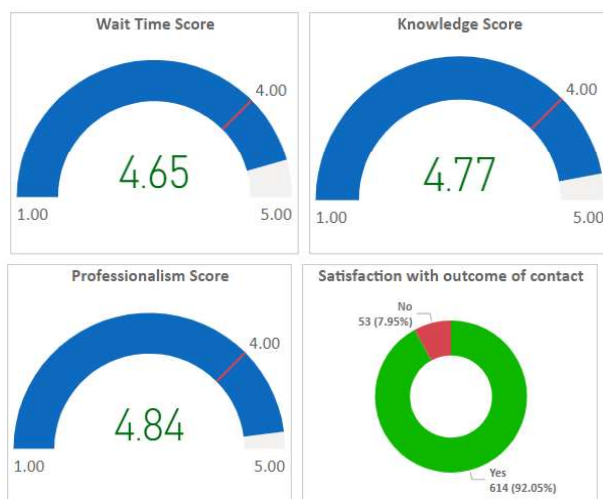 Wait Time Score
4.00
4.65
1.00
5.00
Knowledge Score
4.00
4.77
1.00
5.00
Professionalism Score
4.00
4.84
1.00
5.00
Satisfaction with outcome of contact
No
53 (7.95%)
Yes
614 (92.05%)